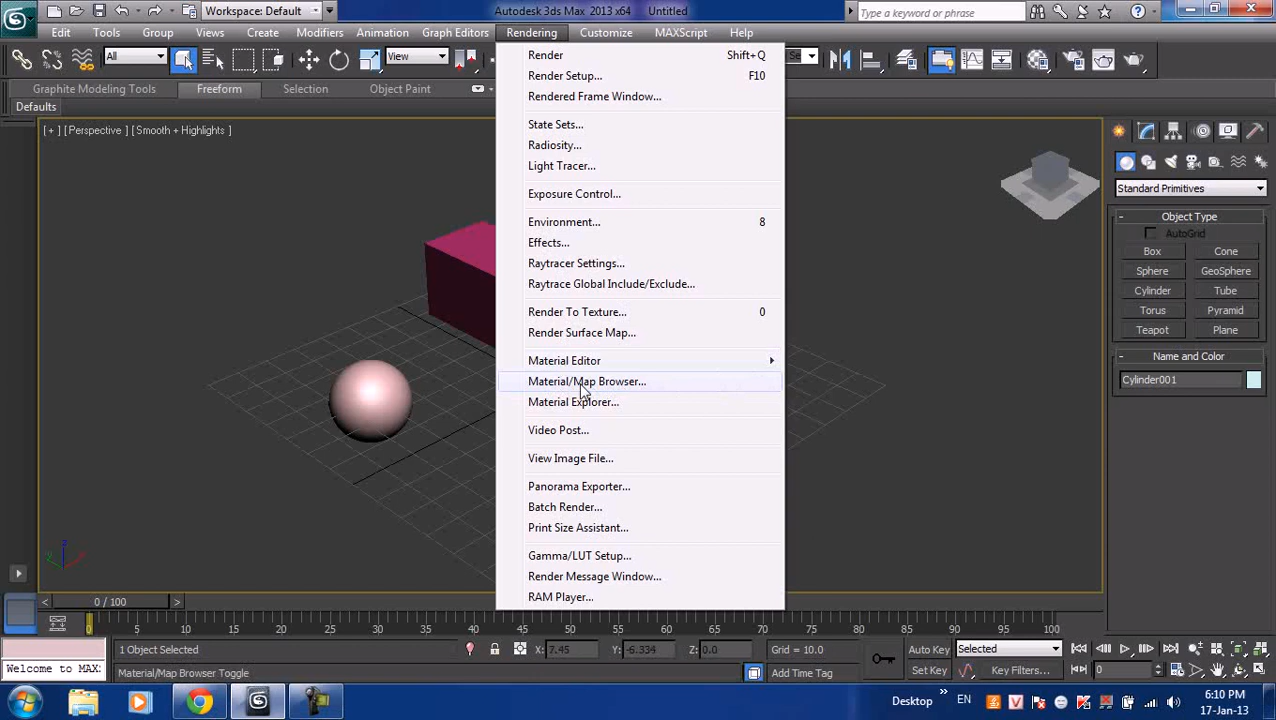 Workspace: Default
Autodesk 3ds Max 2013 x64 Untitled
Type a keyword or phrase
Edit Tools Group Views Create Modifiers Animation Graph Editors Rendering Customize MAXScript Help
All
View
Se
Graphite Modeling Tools Freeform Selection Object Paint
Defaults
[ + ] [ Perspective ] [ Smooth + Highlights ]
Render Shift+Q
Render Setup... F10
Rendered Frame Window...
State Sets...
Radiosity...
Light Tracer...
Exposure Control...
Environment... 8
Effects...
Raytracer Settings...
Raytrace Global Include/Exclude...
Render To Texture... 0
Render Surface Map...
Material Editor
Material/Map Browser...
Material Explorer...
Video Post...
View Image File...
Panorama Exporter...
Batch Render...
Print Size Assistant...
Gamma/LUT Setup...
Render Message Window...
RAM Player...
Standard Primitives
- Object Type
AutoGrid
Box Cone
Sphere GeoSphere
Cylinder Tube
Torus Pyramid
Teapot Plane
- Name and Color
Cylinder001
z
< 0 / 100 >
0 5 10 15 20 25 30 35 40 45 50 55 60 65 70 75 80 85 90 95 100
1 Object Selected X: 7.45 Y: -6.334 Z: 0.0 Grid = 10.0 Auto Key Selected
Welcome to MAX: Material/Map Browser Toggle Add Time Tag Set Key Key Filters... 0
Desktop » EN
6:10 PM
17-Jan-13